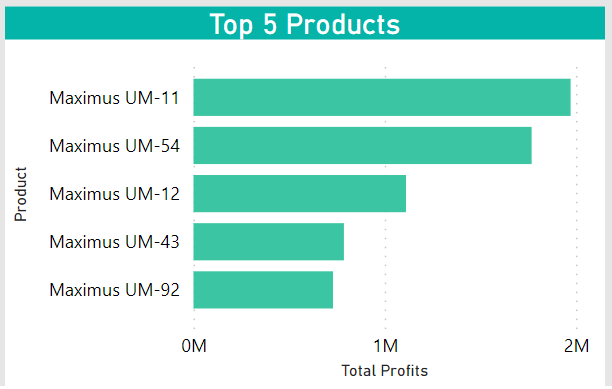 Top 5 Products
Product
Maximus UM-11
Maximus UM-54
Maximus UM-12
Maximus UM-43
Maximus UM-92
0M 1M 2M
Total Profits